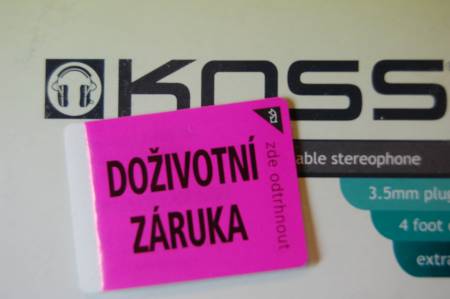 KOSS
able stereophone
3.5mm plug
4 foot
extra
DOŽIVOTNÍ
ZÁRUKA
zde odtrhnout